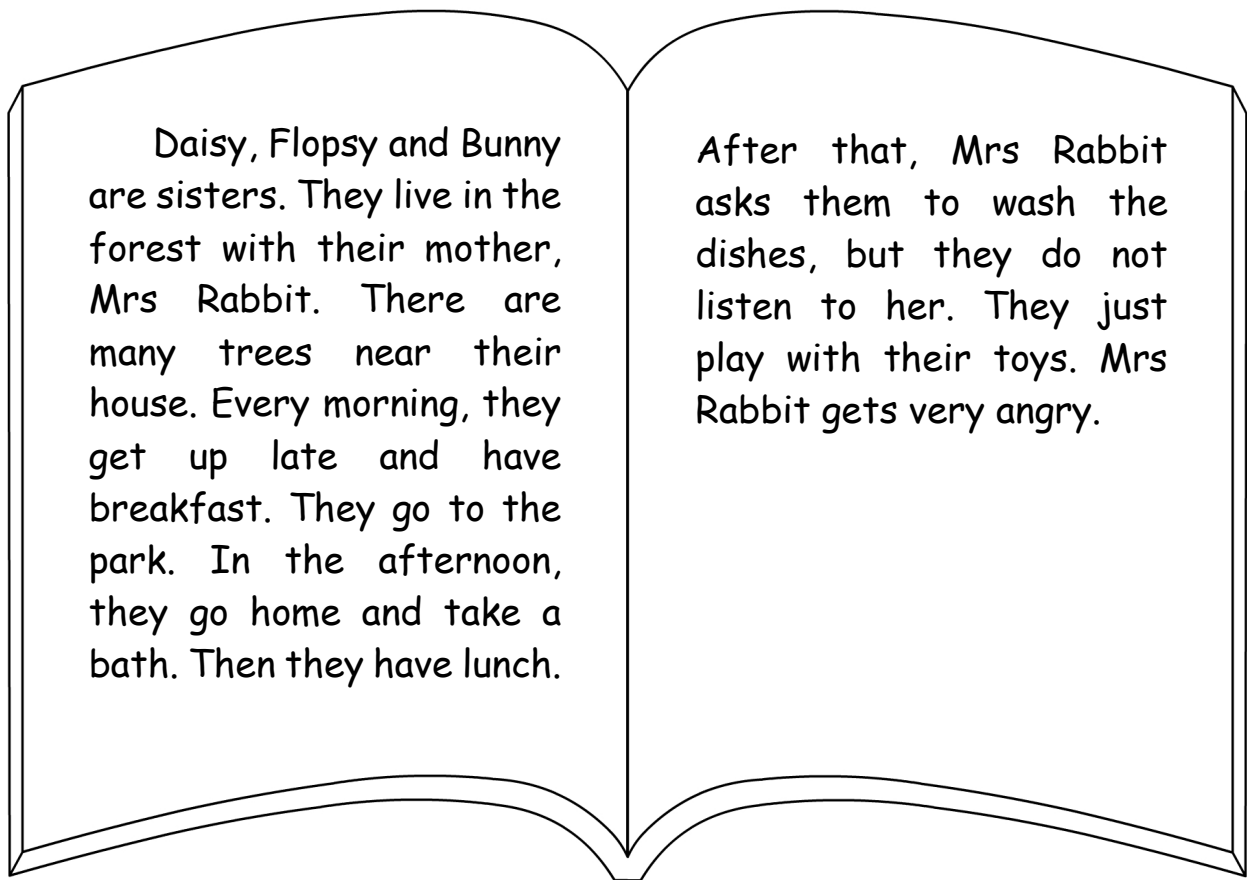 Daisy, Flopsy and Bunny
are sisters. They live in the
forest with their mother,
Mrs Rabbit. There are
many trees near their
house. Every morning, they
get up late and have
breakfast. They go to the
park. In the afternoon,
they go home and take a
bath. Then they have lunch.
After that, Mrs Rabbit
asks them to wash the
dishes, but they do not
listen to her. They just
play with their toys. Mrs
Rabbit gets very angry.